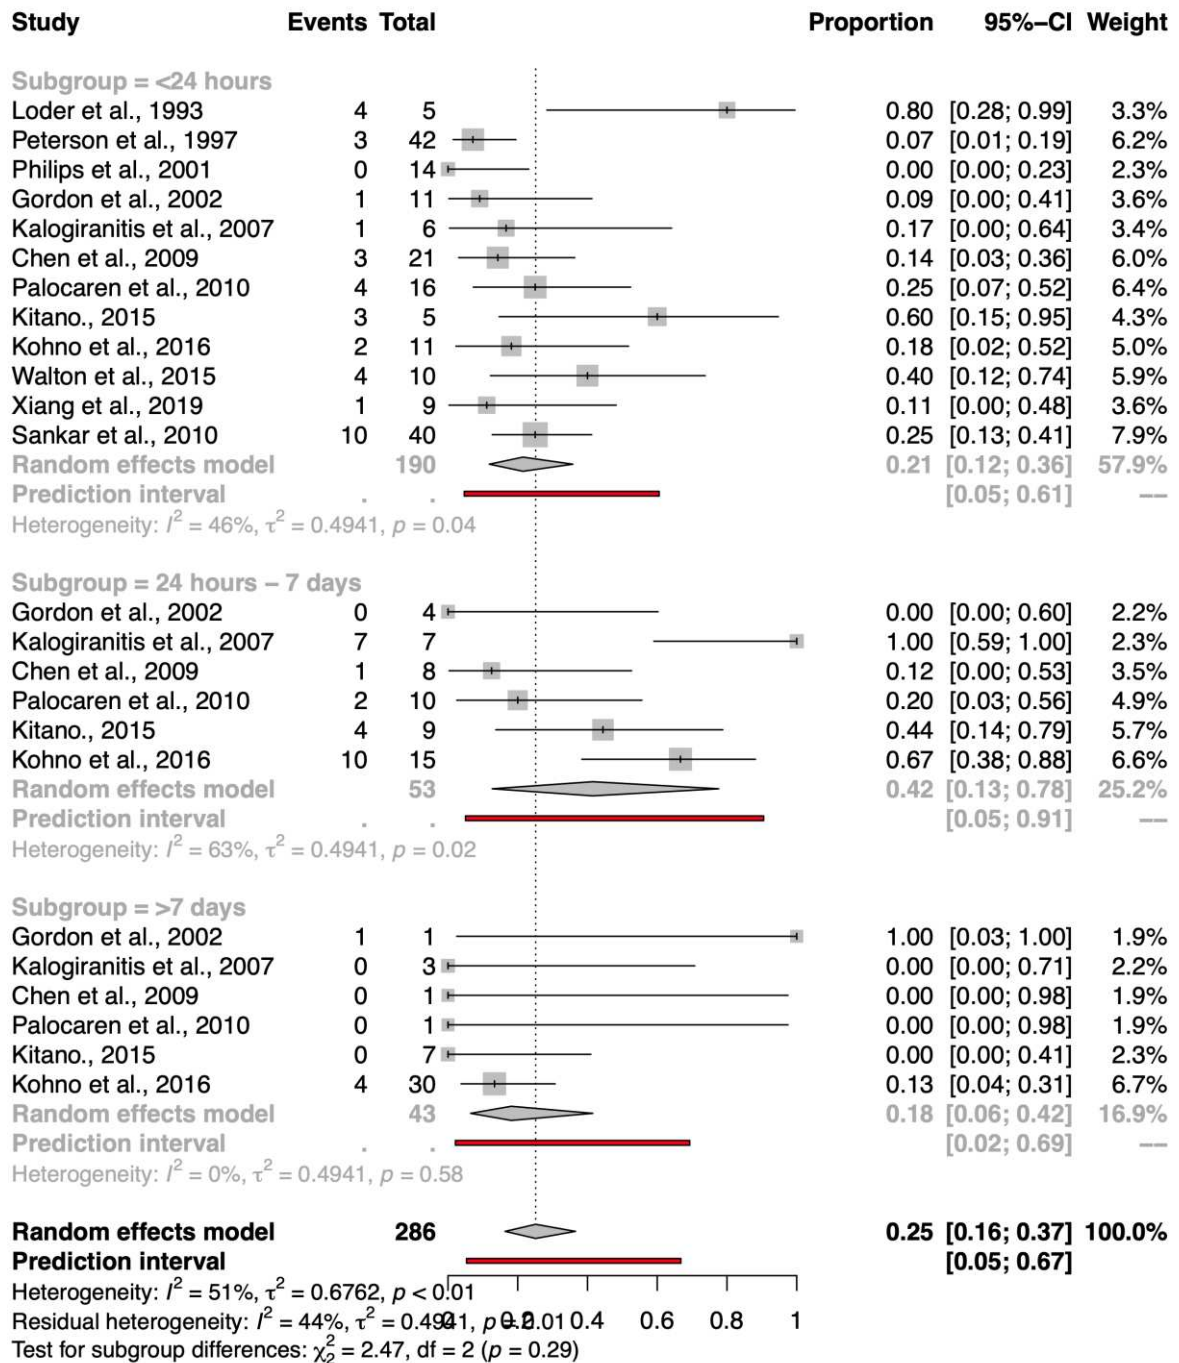 Study Events Total Proportion 95%–CI Weight
Subgroup = <24 hours
Loder et al., 1993 4 5 0.80 [0.28; 0.99] 3.3%
Peterson et al., 1997 3 42 0.07 [0.01; 0.19] 6.2%
Philips et al., 2001 0 14 0.00 [0.00; 0.23] 2.3%
Gordon et al., 2002 1 11 0.09 [0.00; 0.41] 3.6%
Kalogiranitis et al., 2007 1 6 0.17 [0.00; 0.64] 3.4%
Chen et al., 2009 3 21 0.14 [0.03; 0.36] 6.0%
Palocaren et al., 2010 4 16 0.25 [0.07; 0.52] 6.4%
Kitano., 2015 3 5 0.60 [0.15; 0.95] 4.3%
Kohno et al., 2016 2 11 0.18 [0.02; 0.52] 5.0%
Walton et al., 2015 4 10 0.40 [0.12; 0.74] 5.9%
Xiang et al., 2019 1 9 0.11 [0.00; 0.48] 3.6%
Sankar et al., 2010 10 40 0.25 [0.13; 0.41] 7.9%
Random effects model 190 0.21 [0.12; 0.36] 57.9%
Prediction interval . . [0.05; 0.61] −−
Heterogeneity: I² = 46%, τ² = 0.4941, p = 0.04
Subgroup = 24 hours – 7 days
Gordon et al., 2002 0 4 0.00 [0.00; 0.60] 2.2%
Kalogiranitis et al., 2007 7 7 1.00 [0.59; 1.00] 2.3%
Chen et al., 2009 1 8 0.12 [0.00; 0.53] 3.5%
Palocaren et al., 2010 2 10 0.20 [0.03; 0.56] 4.9%
Kitano., 2015 4 9 0.44 [0.14; 0.79] 5.7%
Kohno et al., 2016 10 15 0.67 [0.38; 0.88] 6.6%
Random effects model 53 0.42 [0.13; 0.78] 25.2%
Prediction interval . . [0.05; 0.91] −−
Heterogeneity: I² = 63%, τ² = 0.4941, p = 0.02
Subgroup = >7 days
Gordon et al., 2002 1 1 1.00 [0.03; 1.00] 1.9%
Kalogiranitis et al., 2007 0 3 0.00 [0.00; 0.71] 2.2%
Chen et al., 2009 0 1 0.00 [0.00; 0.98] 1.9%
Palocaren et al., 2010 0 1 0.00 [0.00; 0.98] 1.9%
Kitano., 2015 0 7 0.00 [0.00; 0.41] 2.3%
Kohno et al., 2016 4 30 0.13 [0.04; 0.31] 6.7%
Random effects model 43 0.18 [0.06; 0.42] 16.9%
Prediction interval . . [0.02; 0.69] −−
Heterogeneity: I² = 0%, τ² = 0.4941, p = 0.58
Random effects model 286 0.25 [0.16; 0.37] 100.0%
Prediction interval [0.05; 0.67]
Heterogeneity: I² = 51%, τ² = 0.6762, p < 0.01
Residual heterogeneity: I² = 44%, τ² = 0.4941, p = 0.01 0 0.2 0.4 0.6 0.8 1
Test for subgroup differences: χ²₂ = 2.47, df = 2 (p = 0.29)